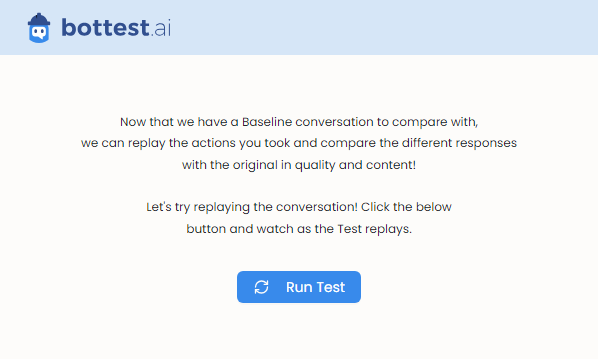 bottest.ai
Now that we have a Baseline conversation to compare with,
we can replay the actions you took and compare the different responses
with the original in quality and content!
Let's try replaying the conversation! Click the below
button and watch as the Test replays.
Run Test